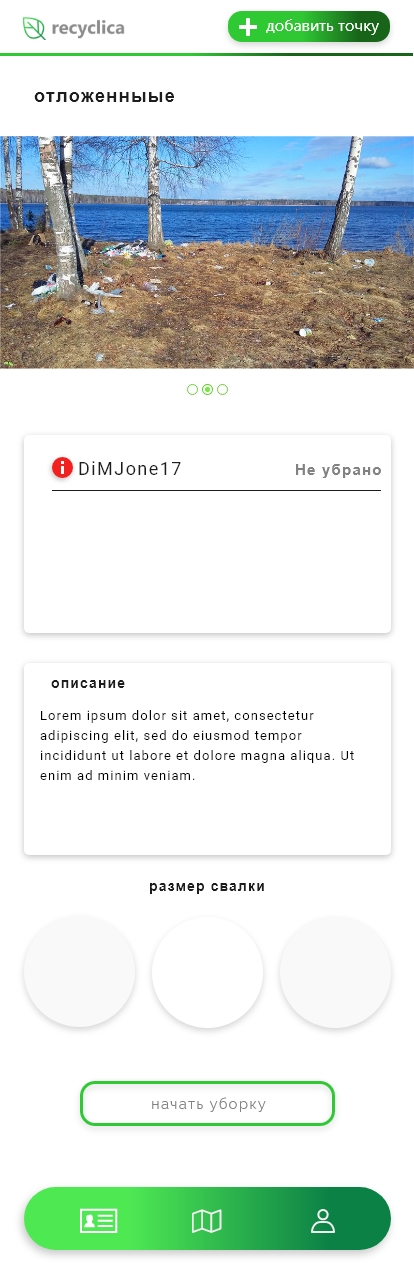 recyclica
добавить точку
отложенныые
DiMJone17
Не убрано
описание
Lorem ipsum dolor sit amet, consectetur
adipiscing elit, sed do eiusmod tempor
incididunt ut labore et dolore magna aliqua. Ut
enim ad minim veniam.
размер свалки
начать уборку